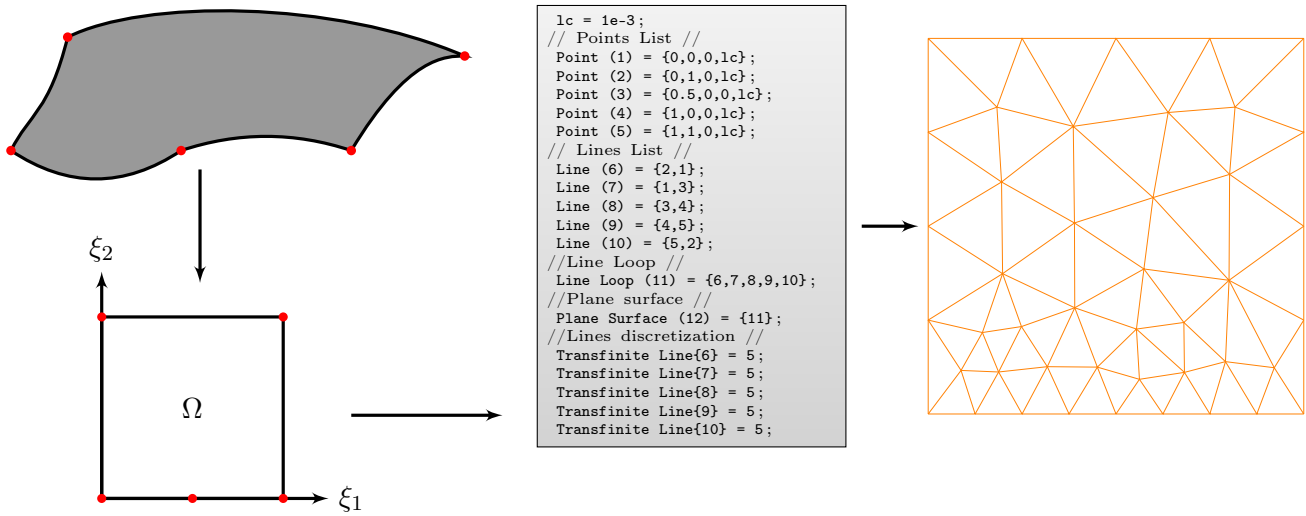 ξ2
Ω
ξ1
lc = 1e-3;
// Points List //
Point (1) = {0,0,0,lc};
Point (2) = {0,1,0,lc};
Point (3) = {0.5,0,0,lc};
Point (4) = {1,0,0,lc};
Point (5) = {1,1,0,lc};
// Lines List //
Line (6) = {2,1};
Line (7) = {1,3};
Line (8) = {3,4};
Line (9) = {4,5};
Line (10) = {5,2};
//Line Loop //
Line Loop (11) = {6,7,8,9,10};
//Plane surface //
Plane Surface (12) = {11};
//Lines discretization //
Transfinite Line{6} = 5;
Transfinite Line{7} = 5;
Transfinite Line{8} = 5;
Transfinite Line{9} = 5;
Transfinite Line{10} = 5;